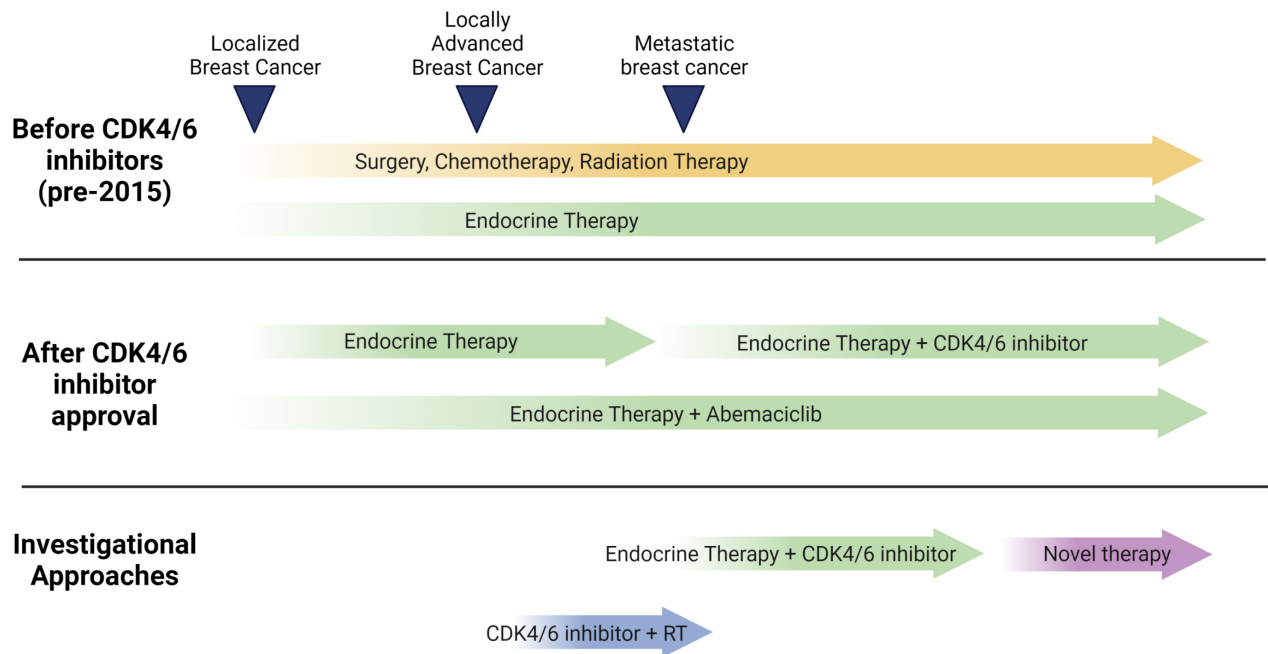 Localized
Breast Cancer
Locally
Advanced
Breast Cancer
Metastatic
breast cancer
Before CDK4/6
inhibitors
(pre-2015)
Surgery, Chemotherapy, Radiation Therapy
Endocrine Therapy
After CDK4/6
inhibitor
approval
Endocrine Therapy
Endocrine Therapy + CDK4/6 inhibitor
Endocrine Therapy + Abemaciclib
Investigational
Approaches
Endocrine Therapy + CDK4/6 inhibitor
Novel therapy
CDK4/6 inhibitor + RT